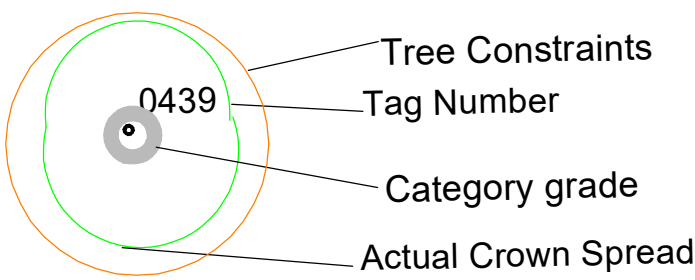 Tree Constraints
0439
Tag Number
Category grade
Actual Crown Spread